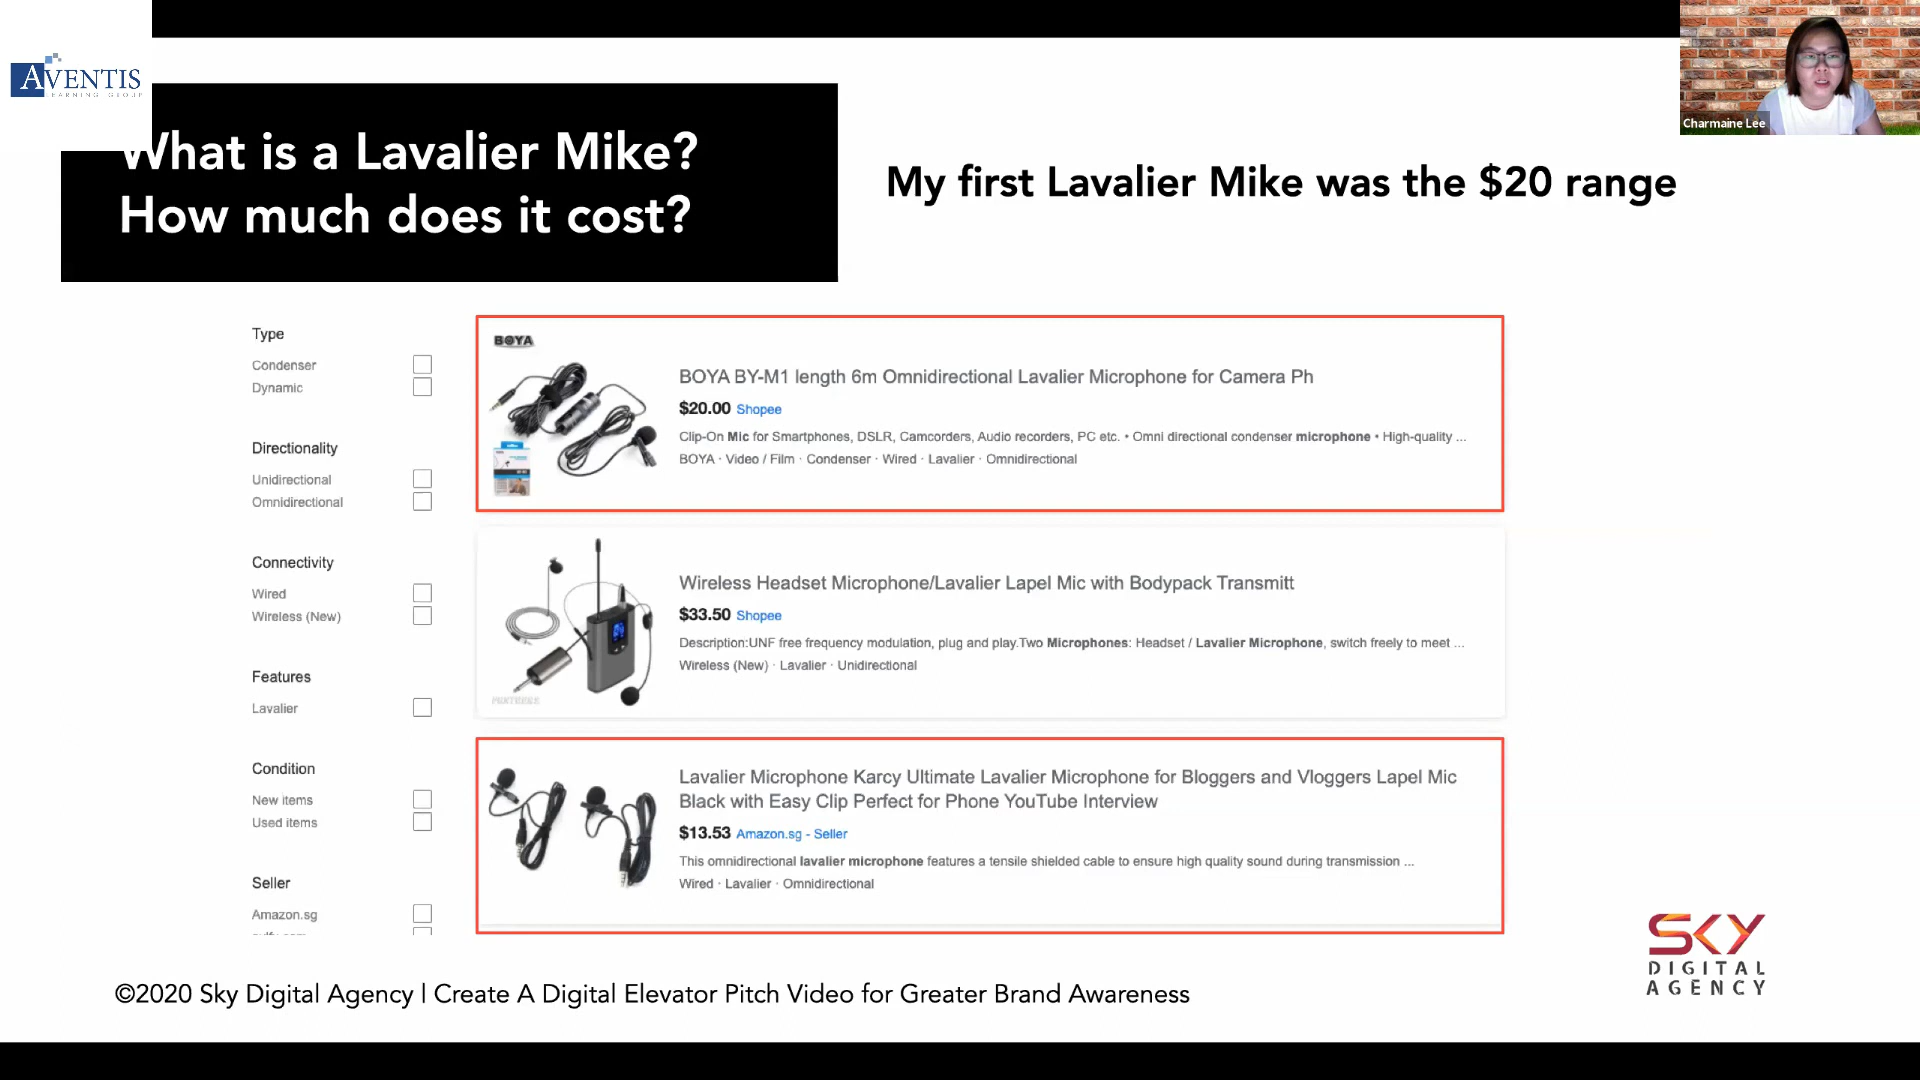 AVENTIS
LEARNING GROUP
What is a Lavalier Mike?
How much does it cost?
My first Lavalier Mike was the $20 range
Charmaine Lee
Type
Condenser
Dynamic
Directionality
Unidirectional
Omnidirectional
Connectivity
Wired
Wireless (New)
Features
Lavalier
Condition
New items
Used items
Seller
Amazon.sg
BOYA
BOYA BY-M1 length 6m Omnidirectional Lavalier Microphone for Camera Ph
$20.00 Shopee
Clip-On Mic for Smartphones, DSLR, Camcorders, Audio recorders, PC etc. • Omni directional condenser microphone • High-quality ...
BOYA · Video / Film · Condenser · Wired · Lavalier · Omnidirectional
Wireless Headset Microphone/Lavalier Lapel Mic with Bodypack Transmitt
$33.50 Shopee
Description:UNF free frequency modulation, plug and play.Two Microphones: Headset / Lavalier Microphone, switch freely to meet ...
Wireless (New) · Lavalier · Unidirectional
Lavalier Microphone Karcy Ultimate Lavalier Microphone for Bloggers and Vloggers Lapel Mic
Black with Easy Clip Perfect for Phone YouTube Interview
$13.53 Amazon.sg - Seller
This omnidirectional lavalier microphone features a tensile shielded cable to ensure high quality sound during transmission ...
Wired · Lavalier · Omnidirectional
SKY
DIGITAL
AGENCY
©2020 Sky Digital Agency | Create A Digital Elevator Pitch Video for Greater Brand Awareness